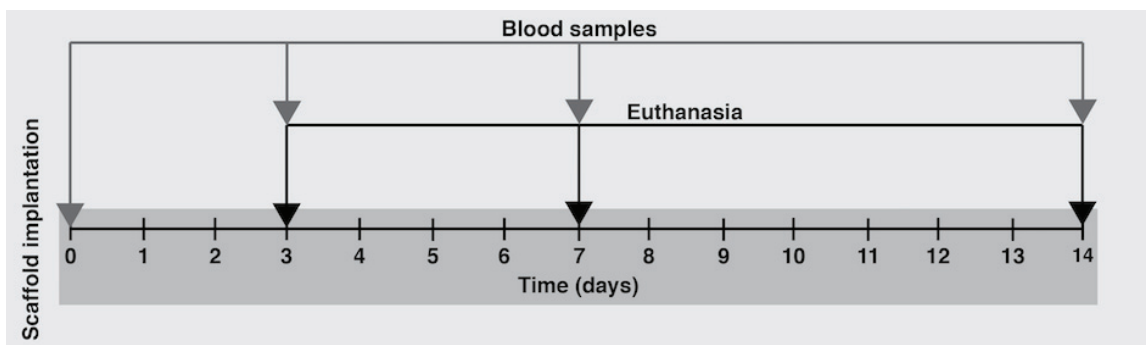 Blood samples
Euthanasia
Scaffold implantation
0 1 2 3 4 5 6 7 8 9 10 11 12 13 14
Time (days)